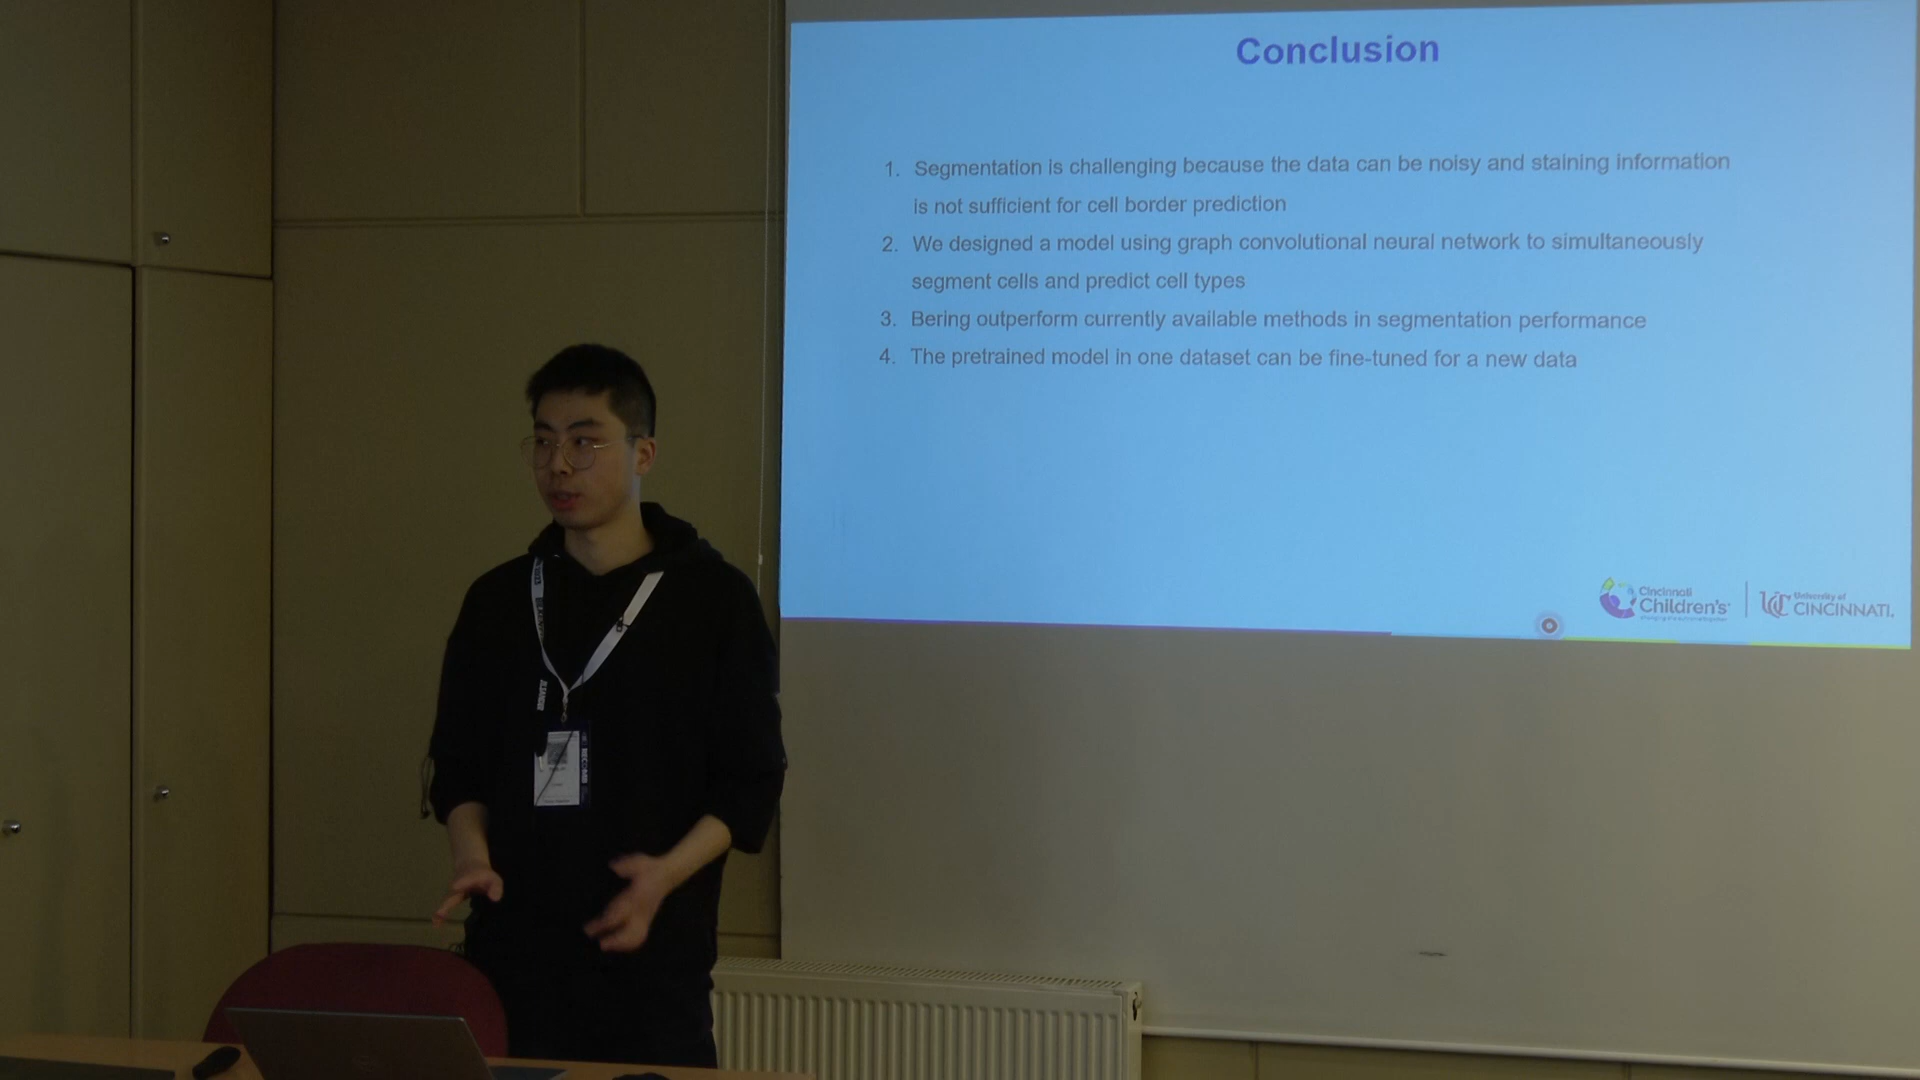 Conclusion
1. Segmentation is challenging because the data can be noisy and staining information
is not sufficient for cell border prediction
2. We designed a model using graph convolutional neural network to simultaneously
segment cells and predict cell types
3. Bering outperform currently available methods in segmentation performance
4. The pretrained model in one dataset can be fine-tuned for a new data
Cincinnati
Children's
UC University of
CINCINNATI.